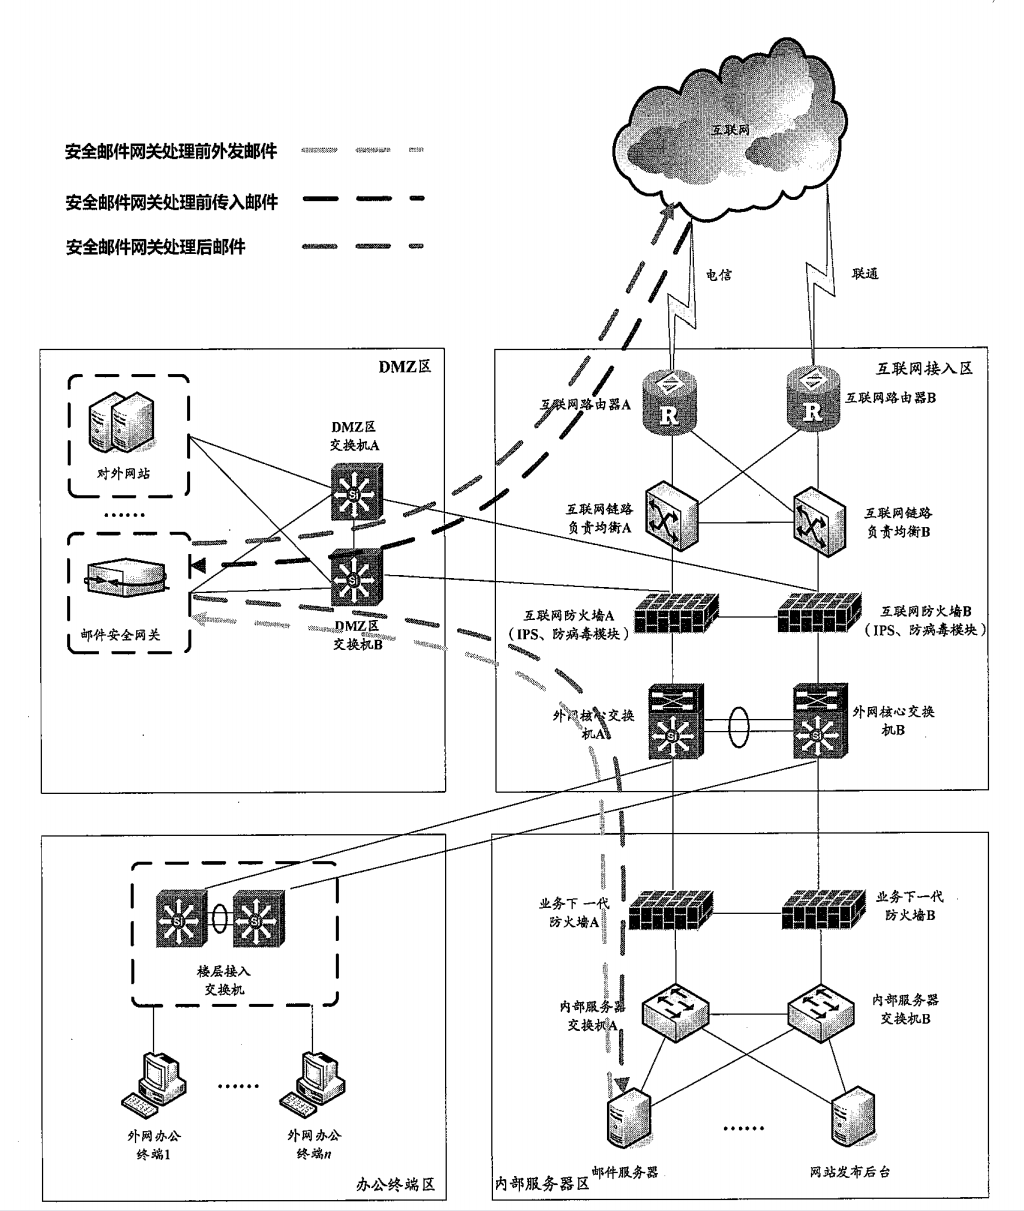 互联网
安全邮件网关处理前外发邮件
安全邮件网关处理前传入邮件
安全邮件网关处理后邮件
电信
联通
DMZ区
互联网接入区
对外网站
......
DMZ区
交换机A
互联网路由器A
R
R
互联网路由器B
Si
互联网链路
负责均衡A
互联网链路
负责均衡B
邮件安全网关
Si
DMZ区
交换机B
互联网防火墙A
（IPS、防病毒模块）
互联网防火墙B
（IPS、防病毒模块）
外网核心交换
机A
Si
Si
外网核心交换
机B
Si
Si
楼层接入
交换机
业务下一代
防火墙A
业务下一代
防火墙B
内部服务器
交换机A
内部服务器
交换机B
......
外网办公
终端1
外网办公
终端n
......
邮件服务器
网站发布后台
办公终端区
内部服务器区